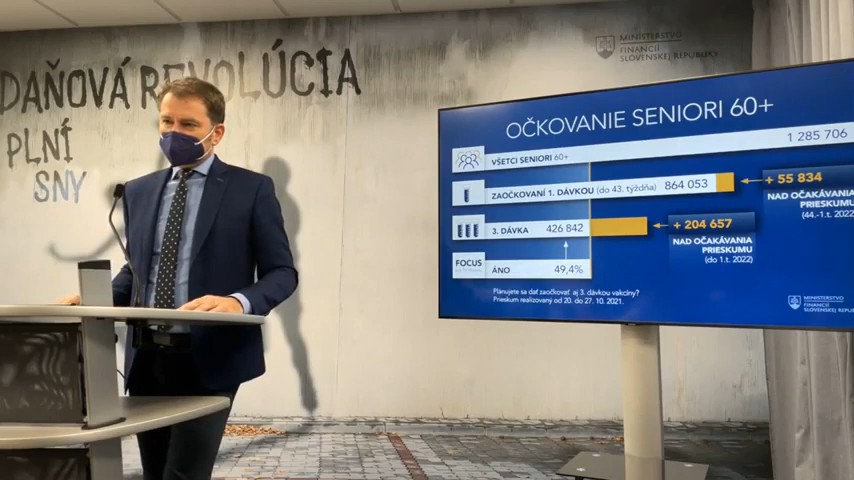 DAŇOVÁ REVOLÚCIA
PLNÍ
SNY
MINISTERSTVO
FINANCIÍ
SLOVENSKEJ REPUBLIKY
OČKOVANIE SENIORI 60+
VŠETCI SENIORI 60+
1 285 706
ZAOČKOVANÍ 1. DÁVKOU (do 43. týždňa) 864 053
+ 55 834
NAD OČAKÁVANIA
PRIESKUMU
(44.-1.t. 2022
3. DÁVKA 426 842
+ 204 657
NAD OČAKÁVANIA
PRIESKUMU
(do 1.t. 2022)
FOCUS
ÁNO 49,4%
Plánujete sa dať zaočkovať aj 3. dávkou vakcíny?
Prieskum realizovaný od 20. do 27. 10. 2021.
MINISTERSTVO
FINANCIÍ
SLOVENSKEJ REPUBLIK